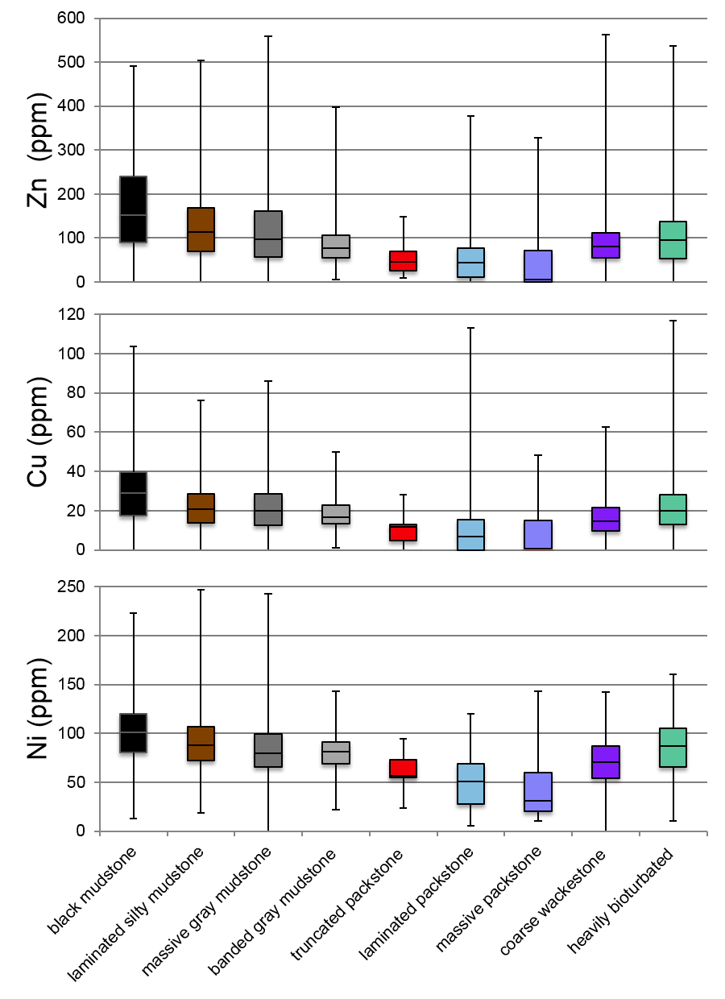 600
500
400
300
200
100
0
Zn (ppm)
120
100
80
60
40
20
0
Cu (ppm)
250
200
150
100
50
0
Ni (ppm)
black mudstone
laminated silly mudstone
massive gray mudstone
banded gray mudstone
truncated packstone
laminated packstone
massive packstone
coarse wackestone
heavily bioturbated